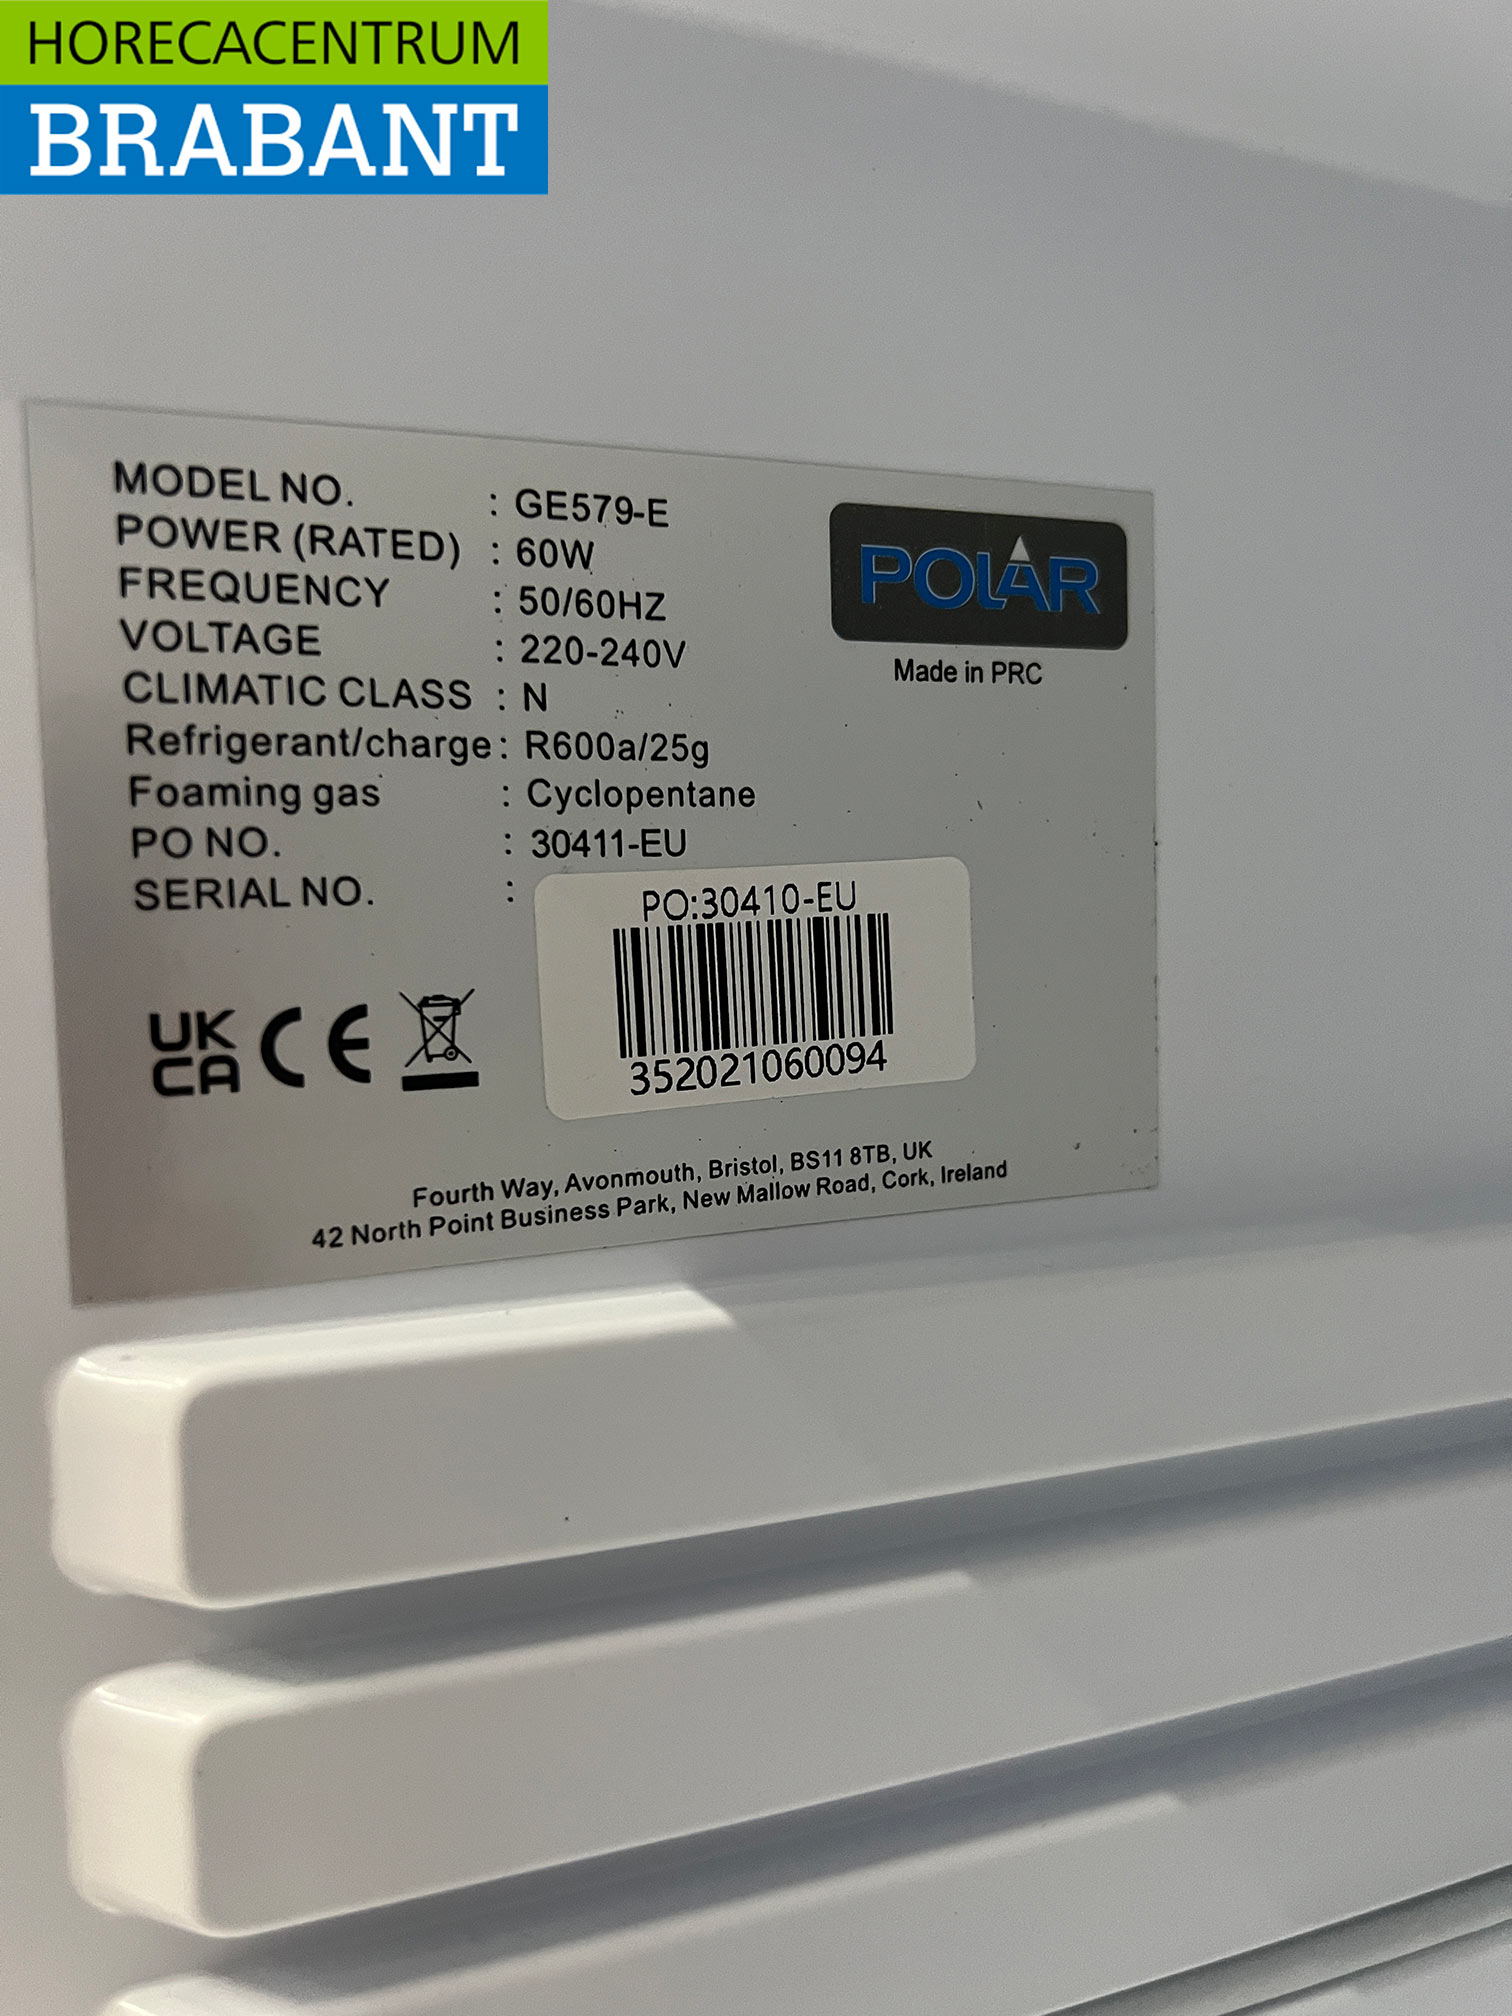 HORECACENTRUM
BRABANT
MODEL NO. : GE579-E
POWER (RATED) : 60W
FREQUENCY : 50/60HZ
VOLTAGE : 220-240V
CLIMATIC CLASS : N
Refrigerant/charge : R600a/25g
Foaming gas : Cyclopentane
PO NO. : 30411-EU
SERIAL NO. :
POLAR
Made in PRC
PO:30410-EU
352021060094
UK
CA
CE
Fourth Way, Avonmouth, Bristol, BS11 8TB, UK
42 North Point Business Park, New Mallow Road, Cork, Ireland